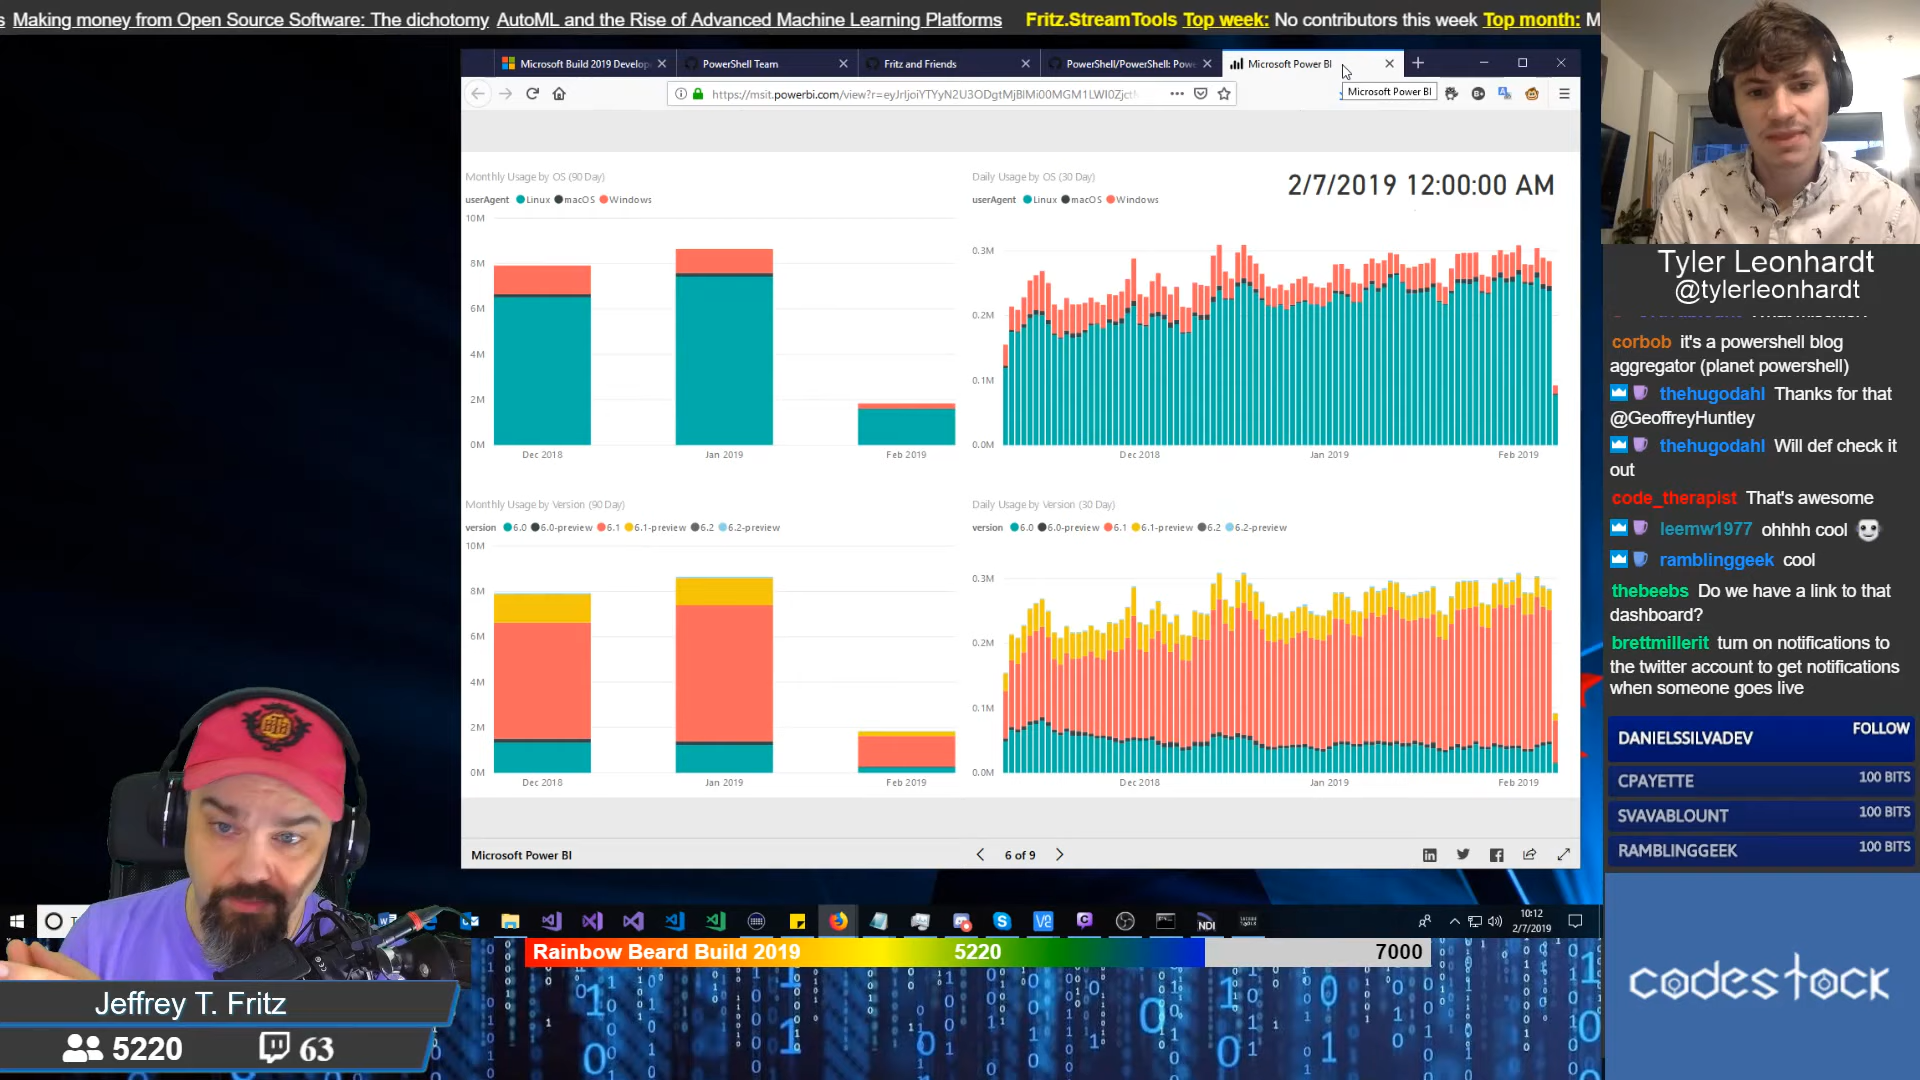 Making money from Open Source Software: The dichotomy AutoML and the Rise of Advanced Machine Learning Platforms Fritz.StreamTools Top week: No contributors this week Top month: M
Microsoft Build 2019 Develop
PowerShell Team
Fritz and Friends
PowerShell/PowerShell: Pow
Microsoft Power BI
Microsoft Power BI
Monthly Usage by OS (90 Day)
userAgent Linux macOS Windows
10M
8M
6M
4M
2M
0M
Dec 2018 Jan 2019 Feb 2019
Daily Usage by OS (30 Day)
2/7/2019 12:00:00 AM
userAgent Linux macOS Windows
0.3M
0.2M
0.1M
0.0M
Dec 2018 Jan 2019 Feb 2019
Monthly Usage by Version (90 Day)
version 6.0 6.0-preview 6.1 6.1-preview 6.2 6.2-preview
10M
8M
6M
4M
2M
0M
Dec 2018 Jan 2019 Feb 2019
Daily Usage by Version (30 Day)
version 6.0 6.0-preview 6.1 6.1-preview 6.2 6.2-preview
0.3M
0.2M
0.1M
0.0M
Dec 2018 Jan 2019 Feb 2019
Microsoft Power BI
6 of 9
Tyler Leonhardt
@tylerleonhardt
corbob it's a powershell blog
aggregator (planet powershell)
thehugodahl Thanks for that
@GeoffreyHuntley
thehugodahl Will def check it
out
code_therapist That's awesome
leemw1977 ohhhh cool
ramblinggeek cool
thebeebs Do we have a link to that
dashboard?
brettmillerit turn on notifications to
the twitter account to get notifications
when someone goes live
DANIELSSILVADEV FOLLOW
CPAYETTE 100 BITS
SVAVABLOUNT 100 BITS
RAMBLINGGEEK 100 BITS
10:12
2/7/2019
NDI
Rainbow Beard Build 2019 5220 7000
Jeffrey T. Fritz
5220 63
codestock